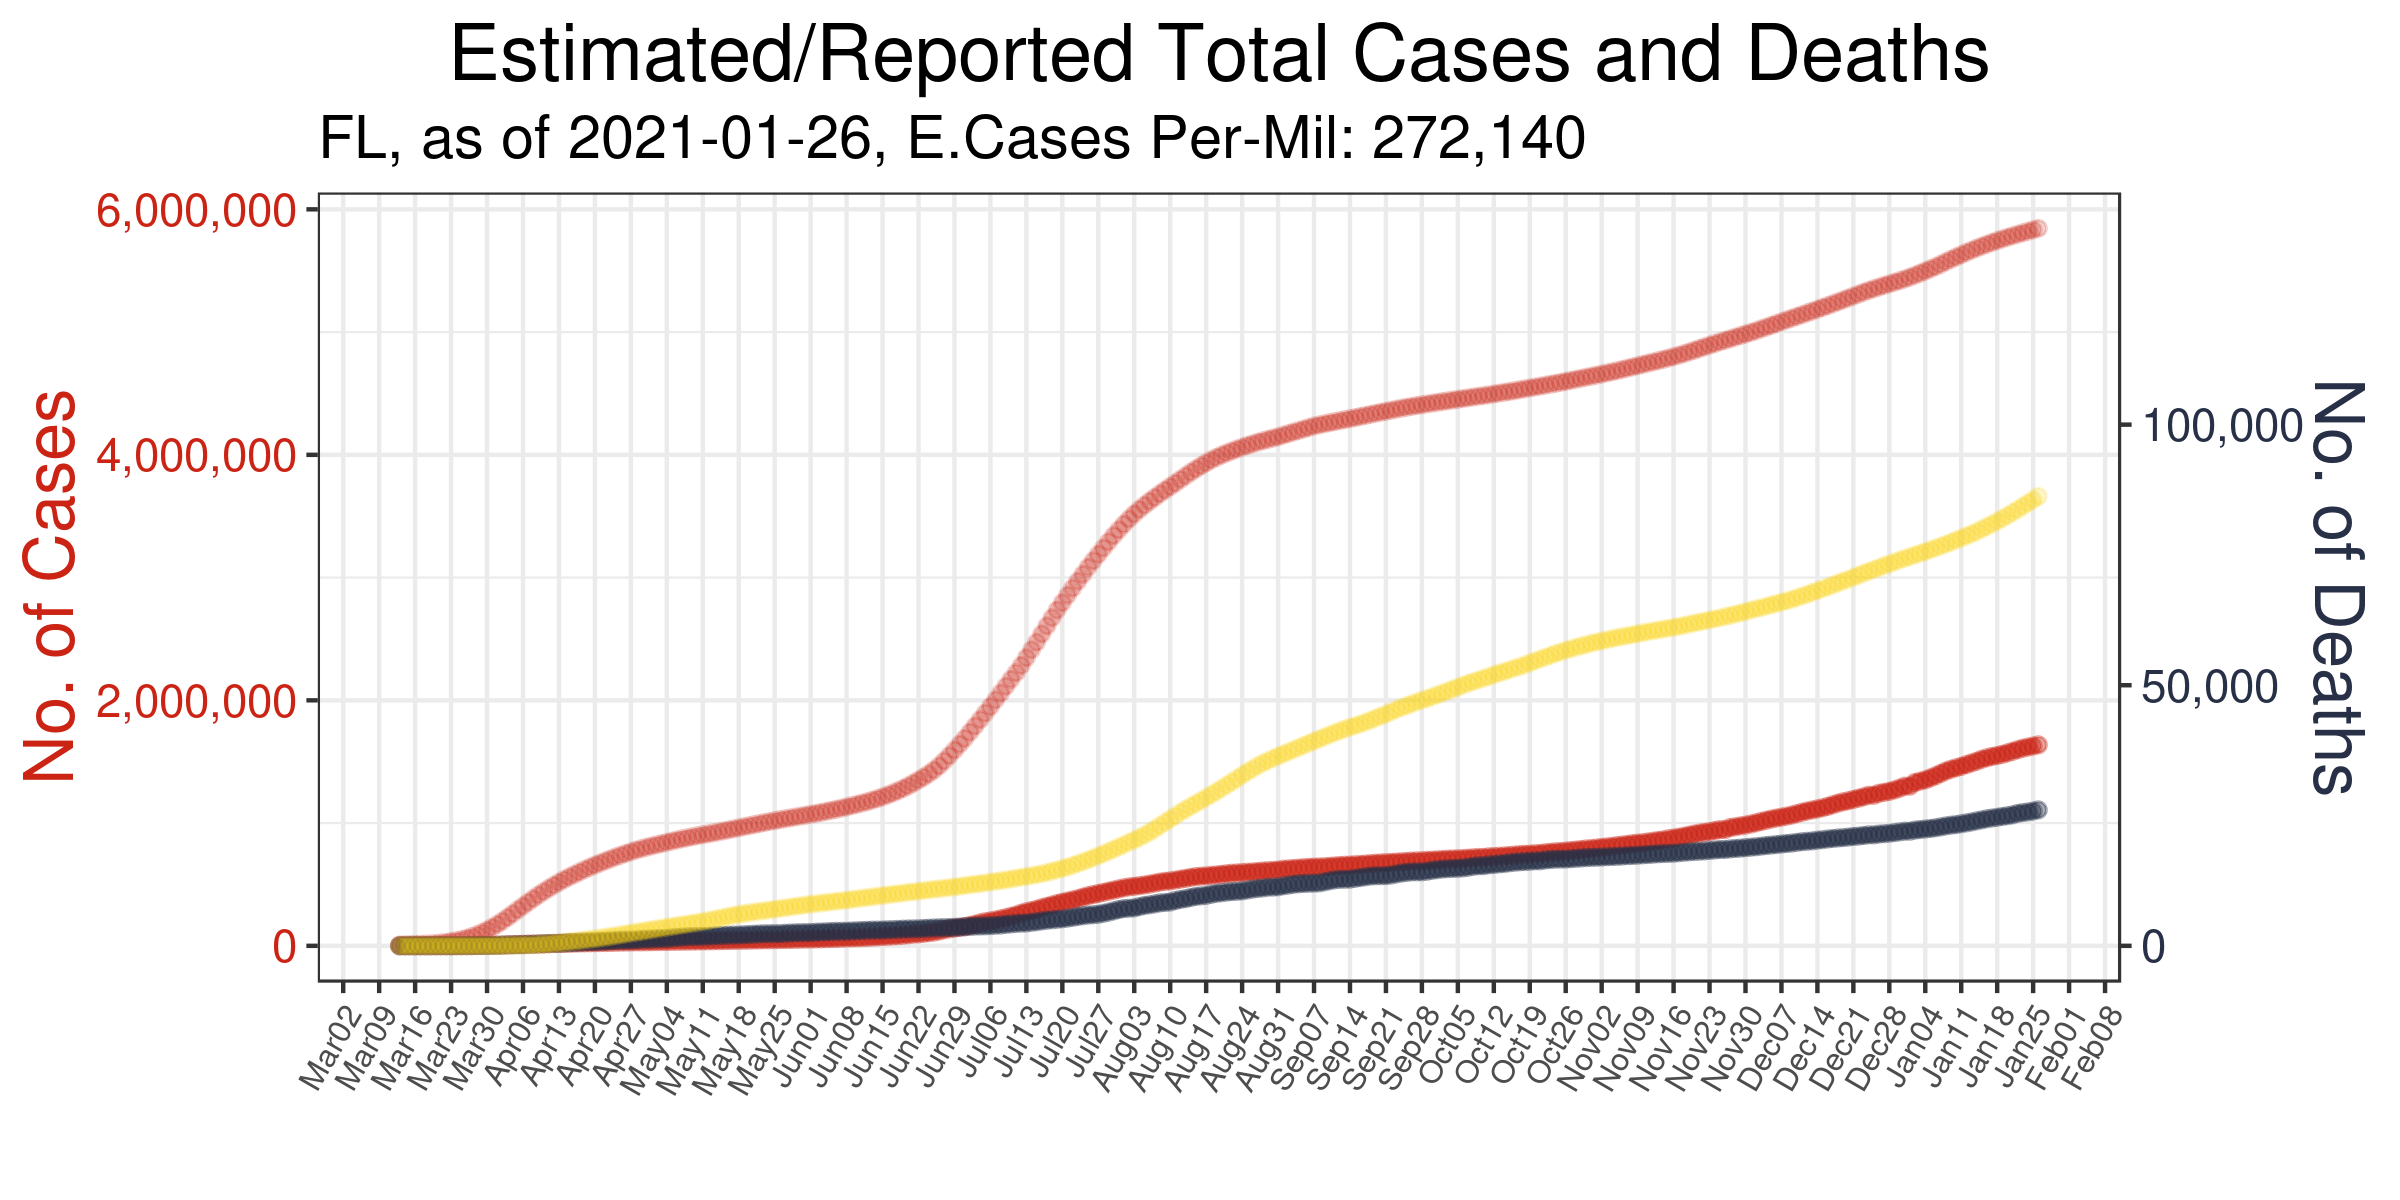 Estimated/Reported Total Cases and Deaths
FL, as of 2021-01-26, E.Cases Per-Mil: 272,140
No. of Cases
6,000,000
4,000,000
2,000,000
0
100,000
50,000
0
No. of Deaths
Mar02
Mar09
Mar16
Mar23
Mar30
Apr06
Apr13
Apr20
Apr27
May04
May11
May18
May25
Jun01
Jun08
Jun15
Jun22
Jun29
Jul06
Jul13
Jul20
Jul27
Aug03
Aug10
Aug17
Aug24
Aug31
Sep07
Sep14
Sep21
Sep28
Oct05
Oct12
Oct19
Oct26
Nov02
Nov09
Nov16
Nov23
Nov30
Dec07
Dec14
Dec21
Dec28
Jan04
Jan11
Jan18
Jan25
Feb01
Feb08